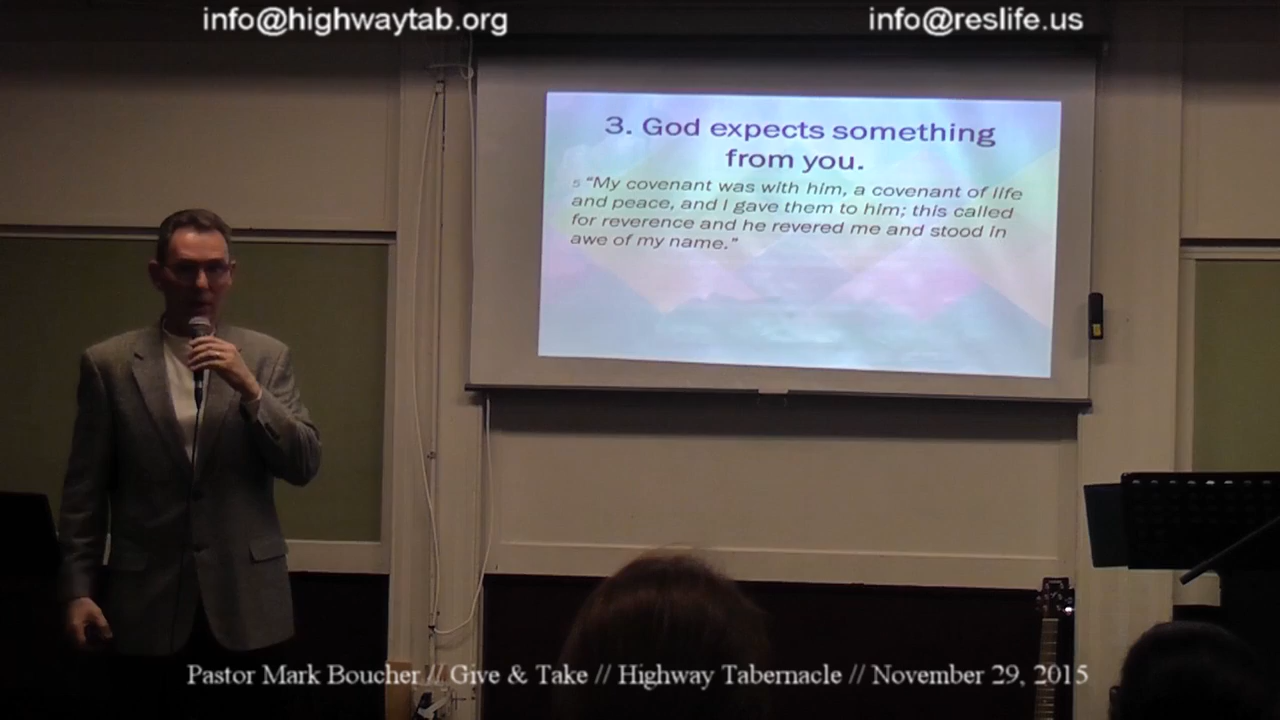 info@highwaytab.org
info@reslife.us
3. God expects something
from you.
5 “My covenant was with him, a covenant of life
and peace, and I gave them to him; this called
for reverence and he revered me and stood in
awe of my name.”
Pastor Mark Boucher // Give & Take // Highway Tabernacle // November 29, 2015